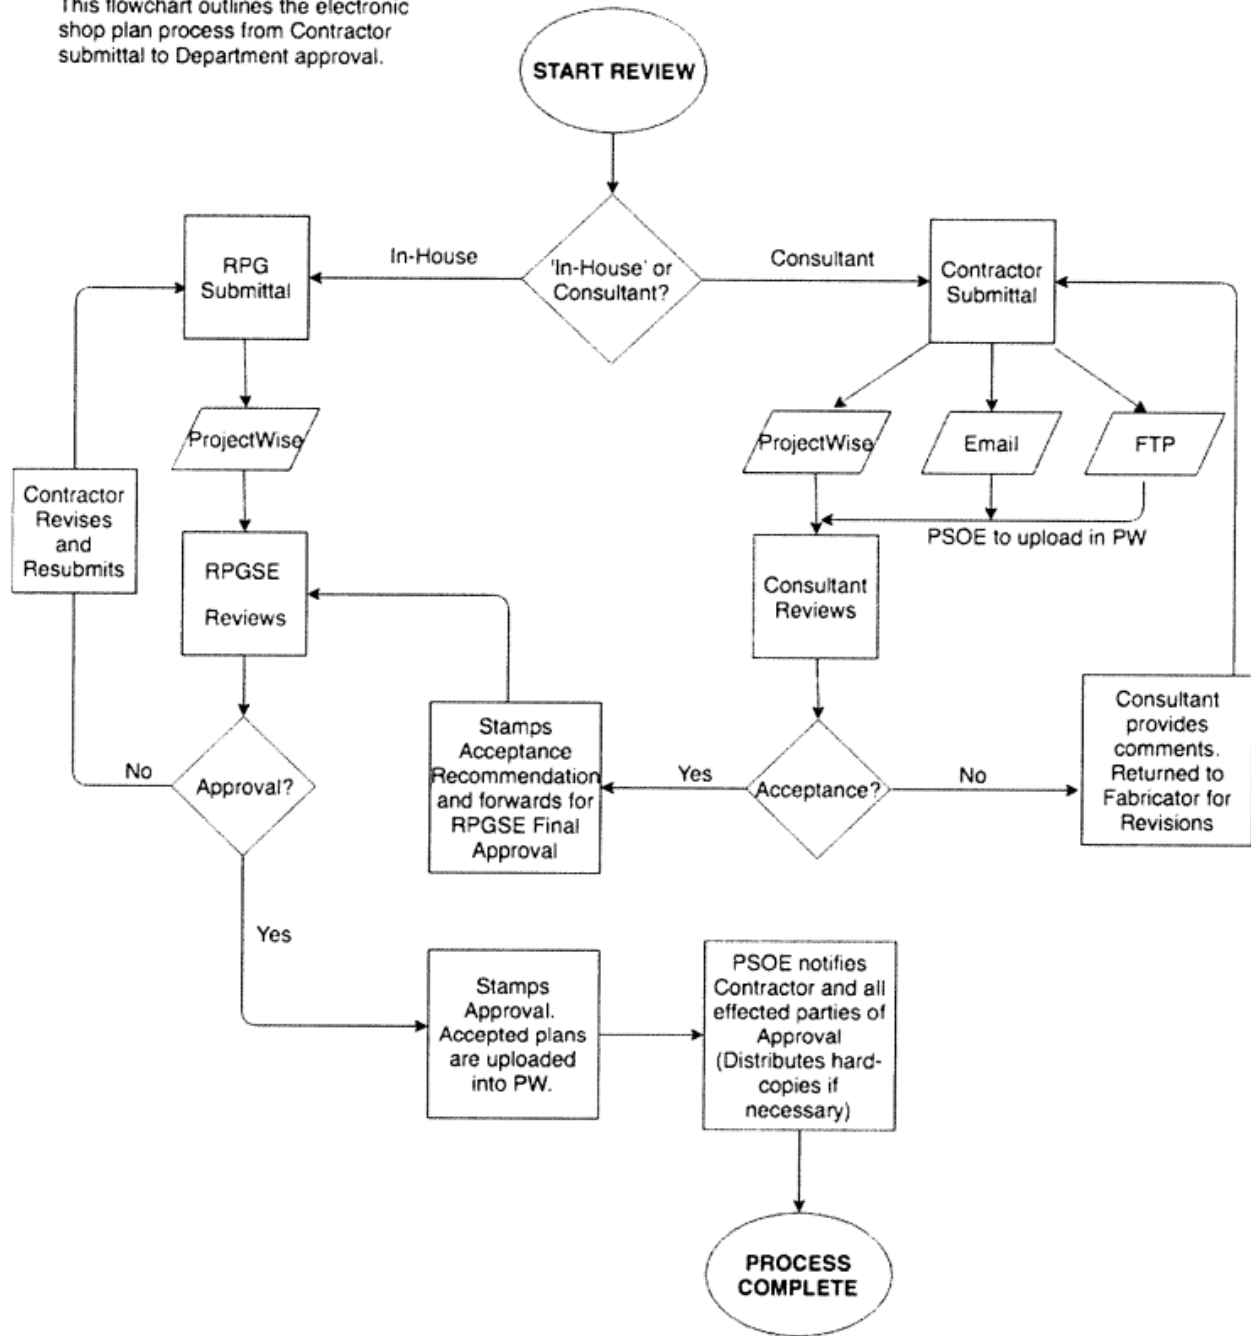 This flowchart outlines the electronic
shop plan process from Contractor
submittal to Department approval.
START REVIEW
RPG
Submittal
In-House
'In-House' or
Consultant?
Consultant
Contractor
Submittal
ProjectWise
ProjectWise
Email
FTP
Contractor
Revises
and
Resubmits
PSOE to upload in PW
RPGSE
Reviews
Consultant
Reviews
No
Approval?
Stamps
Acceptance
Recommendation
and forwards for
RPGSE Final
Approval
Yes
Acceptance?
No
Consultant
provides
comments.
Returned to
Fabricator for
Revisions
Yes
Stamps
Approval.
Accepted plans
are uploaded
into PW.
PSOE notifies
Contractor and all
effected parties of
Approval
(Distributes hard-
copies if
necessary)
PROCESS
COMPLETE